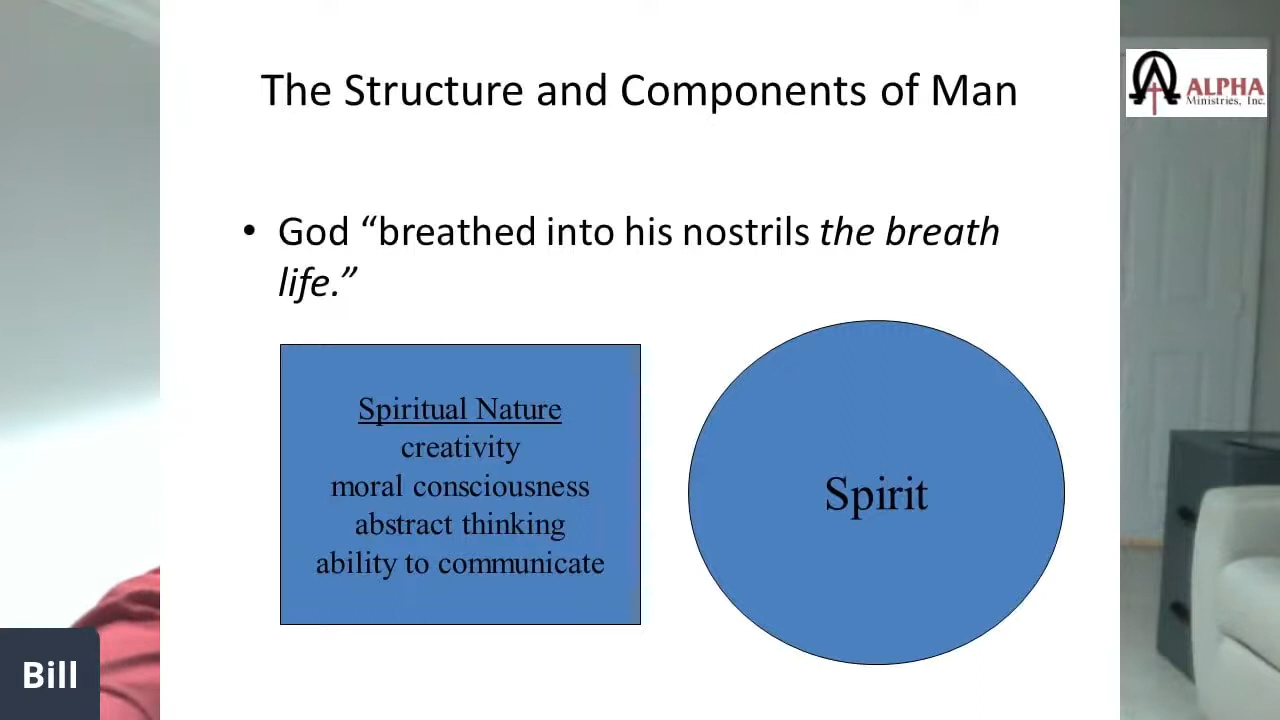 The Structure and Components of Man
ALPHA
Ministries, Inc.
• God “breathed into his nostrils the breath
life.”
Spiritual Nature
creativity
moral consciousness
abstract thinking
ability to communicate
Spirit
Bill